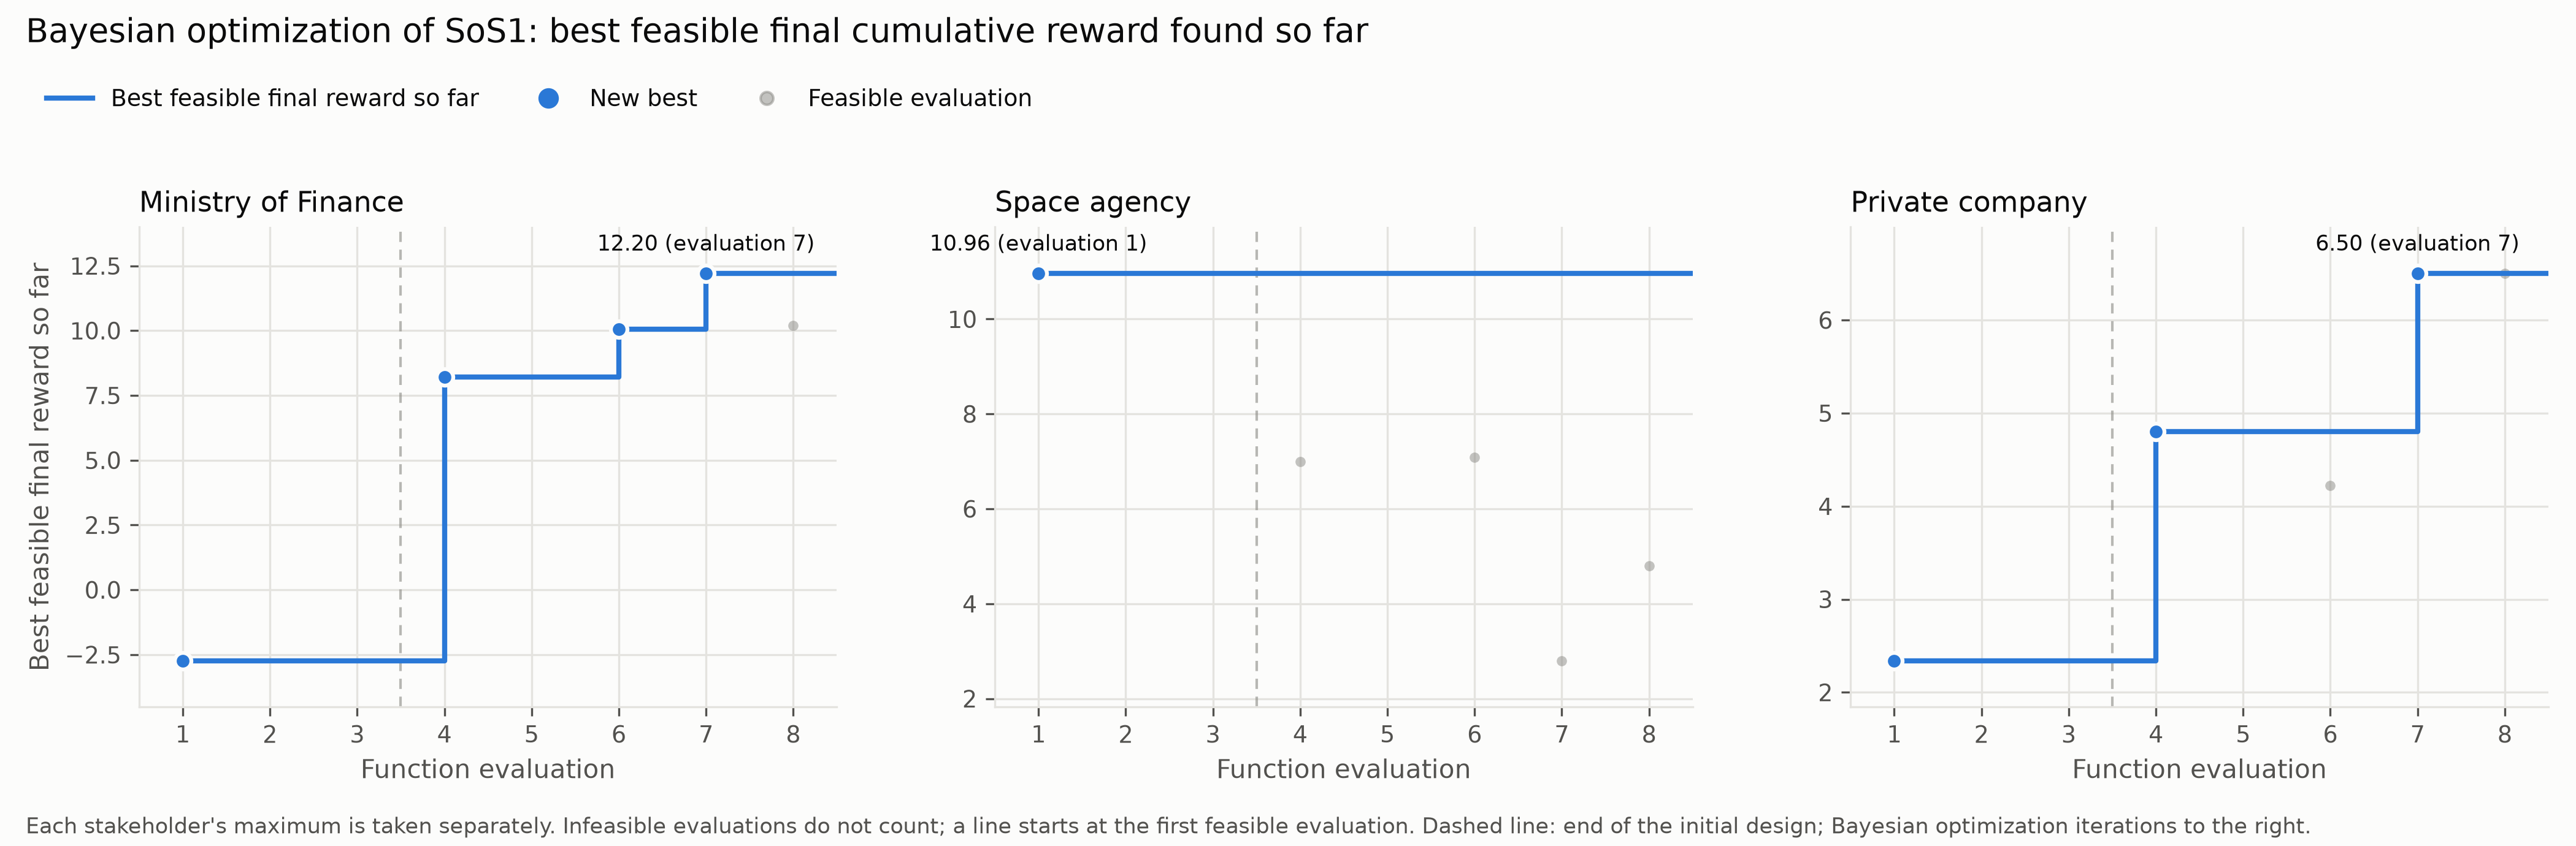 Bayesian optimization of SoS1: best feasible final cumulative reward found so far
Best feasible final reward so far
New best
Feasible evaluation
Ministry of Finance
12.20 (evaluation 7)
Best feasible final reward so far
12.5
10.0
7.5
5.0
2.5
0.0
−2.5
1 2 3 4 5 6 7 8
Function evaluation
Space agency
10.96 (evaluation 1)
10
8
6
4
2
1 2 3 4 5 6 7 8
Function evaluation
Private company
6.50 (evaluation 7)
6
5
4
3
2
1 2 3 4 5 6 7 8
Function evaluation
Each stakeholder's maximum is taken separately. Infeasible evaluations do not count; a line starts at the first feasible evaluation. Dashed line: end of the initial design; Bayesian optimization iterations to the right.